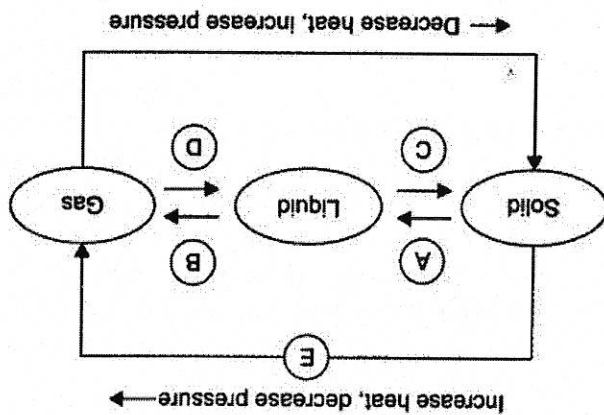 Increase heat, decrease pressure
E
A
B
Solid
Liquid
Gas
C
D
Decrease heat, increase pressure